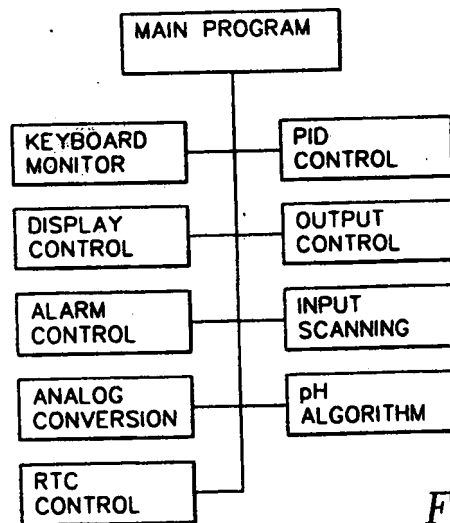 MAIN PROGRAM
KEYBOARD
MONITOR
PID
CONTROL
DISPLAY
CONTROL
OUTPUT
CONTROL
ALARM
CONTROL
INPUT
SCANNING
ANALOG
CONVERSION
pH
ALGORITHM
RTC
CONTROL
F